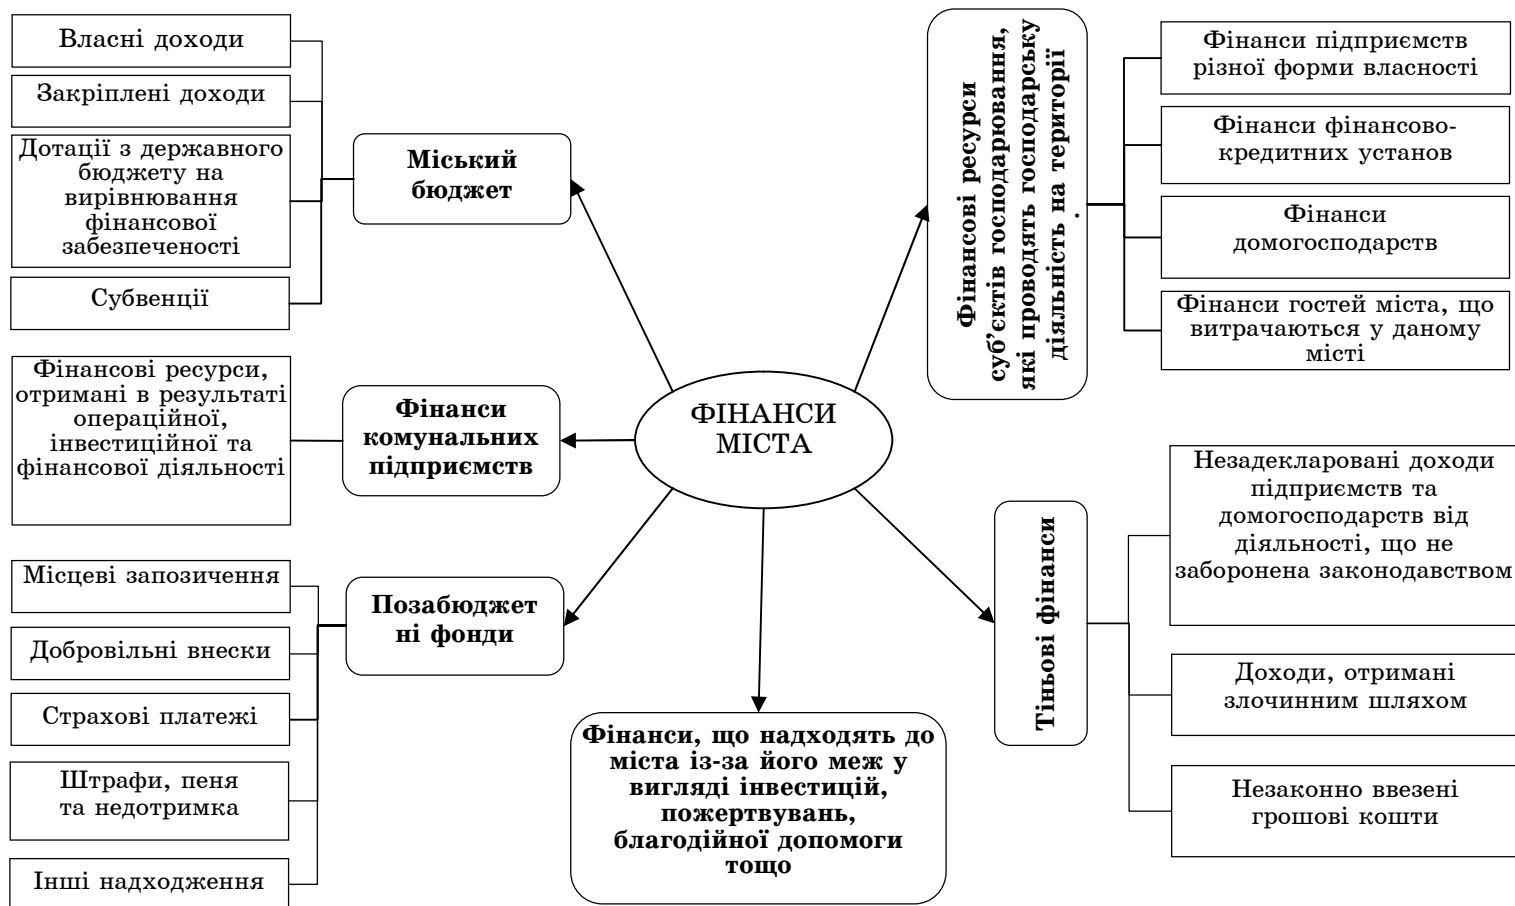 Власні доходи
Закріплені доходи
Дотації з державного
бюджету на
вирівнювання
фінансової
забезпеченості
Субвенції
Міський
бюджет
Фінансові ресурси
суб’єктів господарювання,
які проводять господарську
діяльність на території
.
Фінанси підприємств
різної форми власності
Фінанси фінансово-
кредитних установ
Фінанси
домогосподарств
Фінанси гостей міста, що
витрачаються у даному
місті
Фінансові ресурси,
отримані в результаті
операційної,
інвестиційної та
фінансової діяльності
Фінанси
комунальних
підприємств
ФІНАНСИ
МІСТА
Місцеві запозичення
Добровільні внески
Страхові платежі
Штрафи, пеня
та недотримка
Інші надходження
Позабюджет
ні фонди
Фінанси, що надходять до
міста із-за його меж у
вигляді інвестицій,
пожертвувань,
благодійної допомоги
тощо
Тіньові фінанси
Незадекларовані доходи
підприємств та
домогосподарств від
діяльності, що не
заборонена законодавством
Доходи, отримані
злочинним шляхом
Незаконно ввезені
грошові кошти